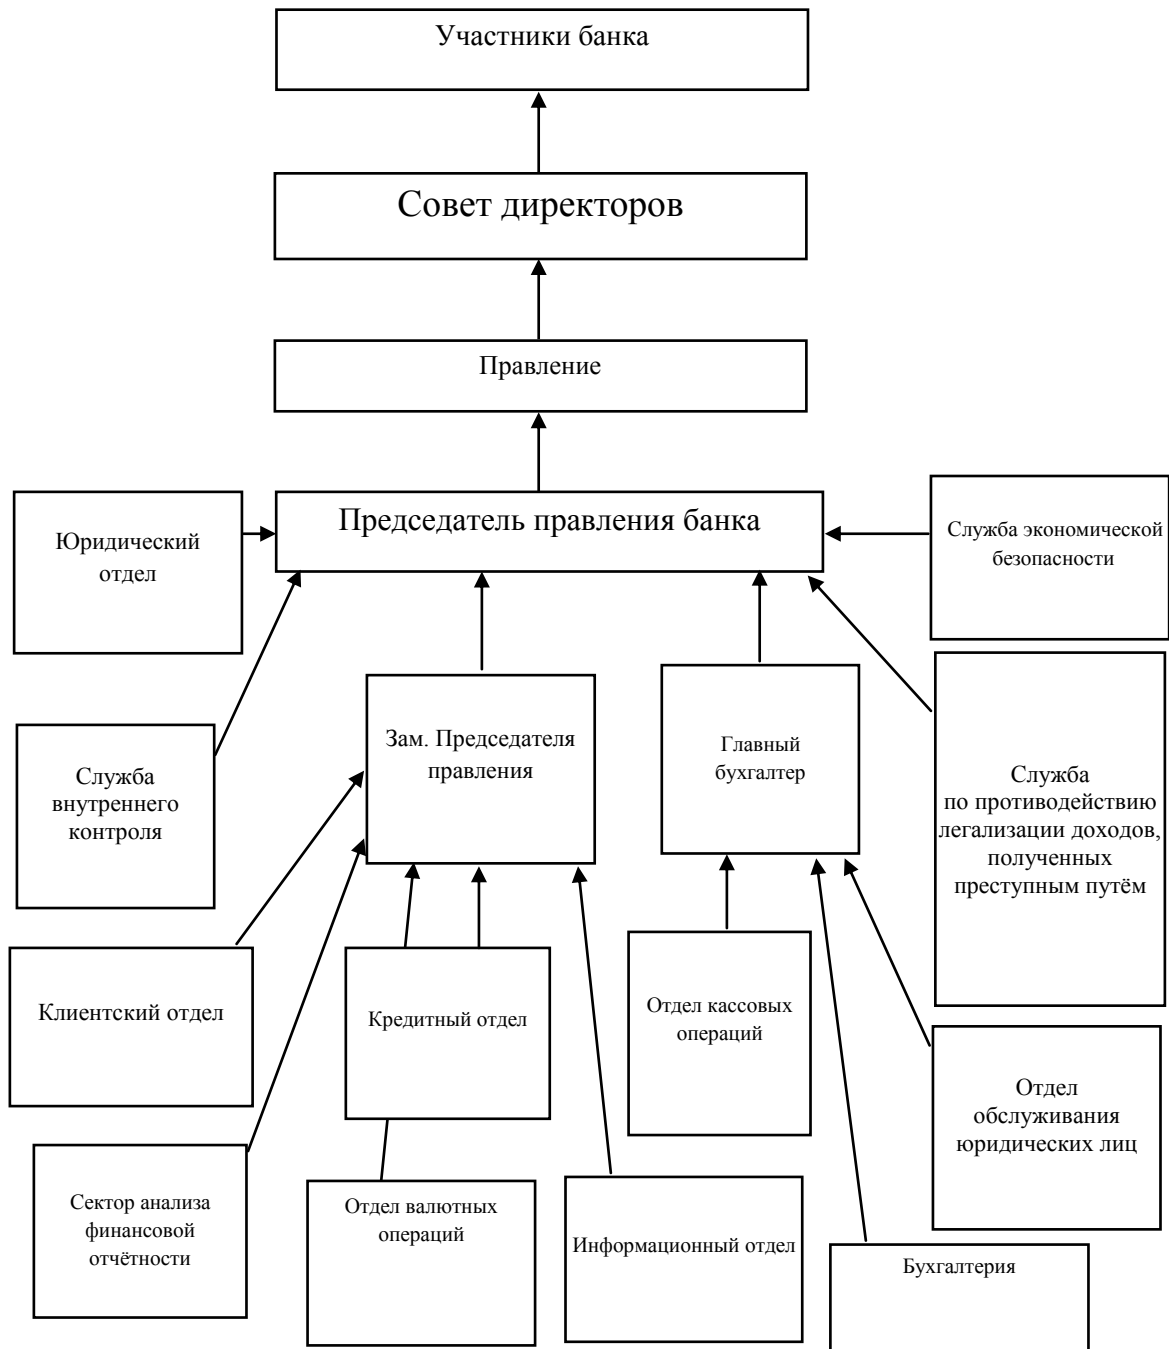 Участники банка
Совет директоров
Правление
Председатель правления банка
Юридический
отдел
Служба экономической
безопасности
Зам. Председателя
правления
Главный
бухгалтер
Служба
внутреннего
контроля
Служба
по противодействию
легализации доходов,
полученных
преступным путём
Клиентский отдел
Кредитный отдел
Отдел кассовых
операций
Отдел
обслуживания
юридических лиц
Сектор анализа
финансовой
отчётности
Отдел валютных
операций
Информационный отдел
Бухгалтерия